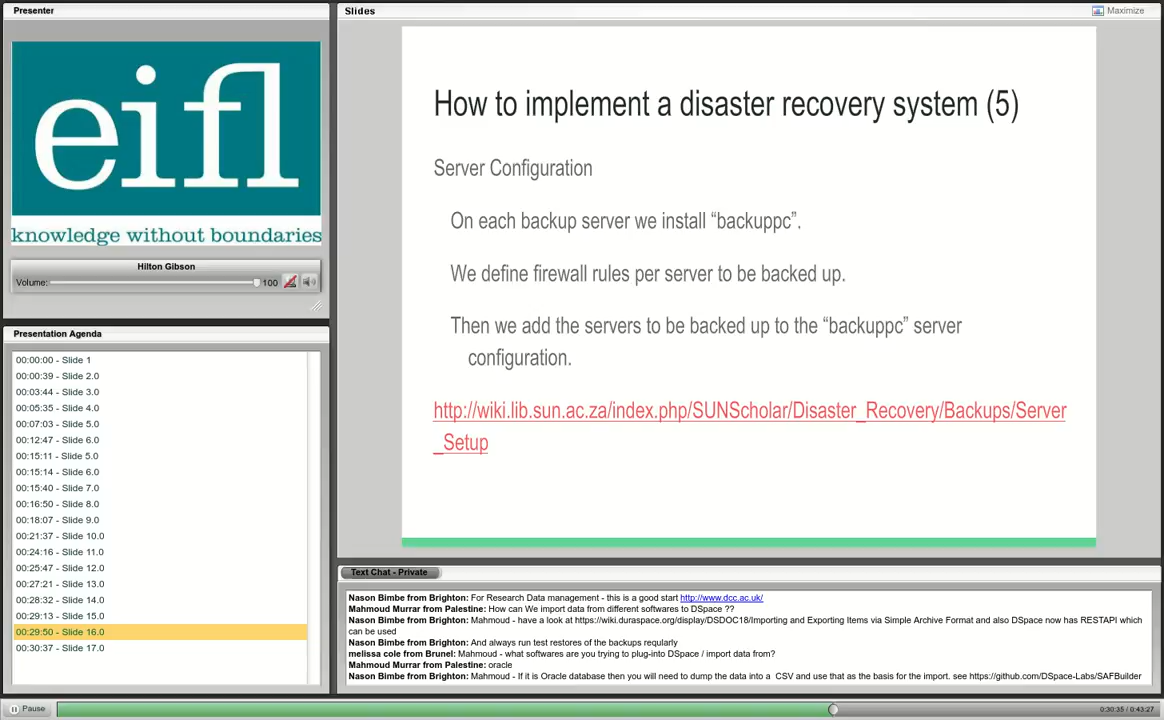 Presenter
eifl
knowledge without boundaries
Hilton Gibson
Volume:
100
Presentation Agenda
00:00:00 - Slide 1
00:00:39 - Slide 2.0
00:03:44 - Slide 3.0
00:05:35 - Slide 4.0
00:07:03 - Slide 5.0
00:12:47 - Slide 6.0
00:15:11 - Slide 5.0
00:15:14 - Slide 6.0
00:15:40 - Slide 7.0
00:16:50 - Slide 8.0
00:18:07 - Slide 9.0
00:21:37 - Slide 10.0
00:24:16 - Slide 11.0
00:25:47 - Slide 12.0
00:27:21 - Slide 13.0
00:28:32 - Slide 14.0
00:29:13 - Slide 15.0
00:29:50 - Slide 16.0
00:30:37 - Slide 17.0
Slides
Maximize
How to implement a disaster recovery system (5)
Server Configuration
On each backup server we install “backuppc”.
We define firewall rules per server to be backed up.
Then we add the servers to be backed up to the “backuppc” server
configuration.
http://wiki.lib.sun.ac.za/index.php/SUNScholar/Disaster_Recovery/Backups/Server
_Setup
Text Chat - Private
Nason Bimbe from Brighton: For Research Data management - this is a good start http://www.dcc.ac.uk/
Mahmoud Murrar from Palestine: How can We import data from different softwares to DSpace ??
Nason Bimbe from Brighton: Mahmoud - have a look at https://wiki.duraspace.org/display/DSDOC18/Importing and Exporting Items via Simple Archive Format and also DSpace now has RESTAPI which
can be used
Nason Bimbe from Brighton: And always run test restores of the backups reqularly
melissa cole from Brunel: Mahmoud - what softwares are you trying to plug-into DSpace / import data from?
Mahmoud Murrar from Palestine: oracle
Nason Bimbe from Brighton: Mahmoud - If it is Oracle database then you will need to dump the data into a CSV and use that as the basis for the import. see https://github.com/DSpace-Labs/SAFBuilder
Pause
00:30:35 / 0:43:27